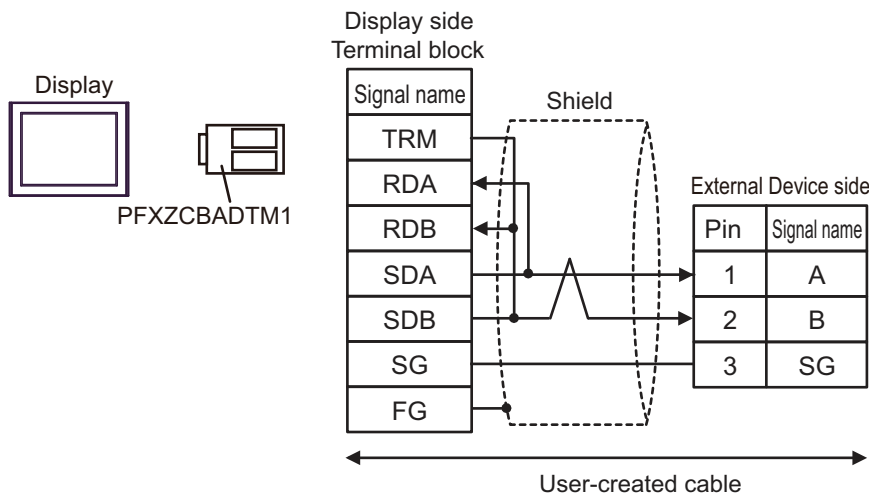 Display side
Terminal block
Display
PFXZCBADTM1
Signal name
TRM
RDA
RDB
SDA
SDB
SG
FG
Shield
External Device side
Pin Signal name
1 A
2 B
3 SG
User-created cable